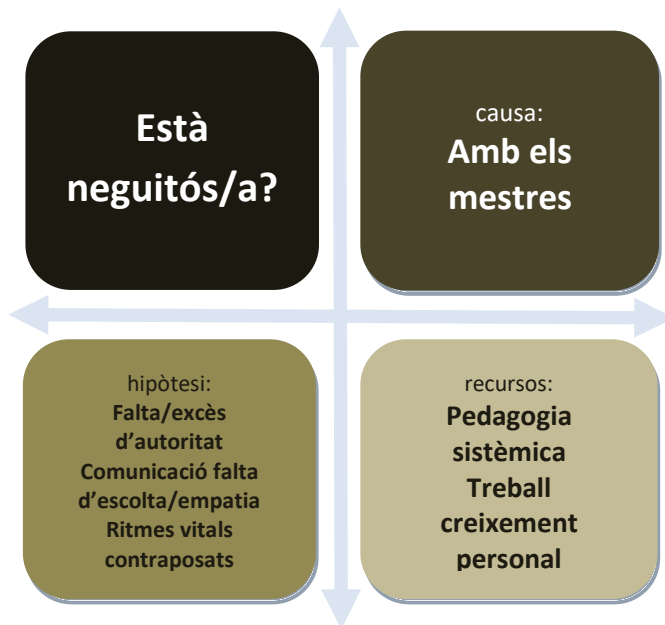 Està
neguitós/a?
causa:
Amb els
mestres
hipòtesi:
Falta/excès
d’autoritat
Comunicació falta
d’escolta/empatia
Ritmes vitals
contraposats
recursos:
Pedagogia
sistèmica
Treball
creixement
personal